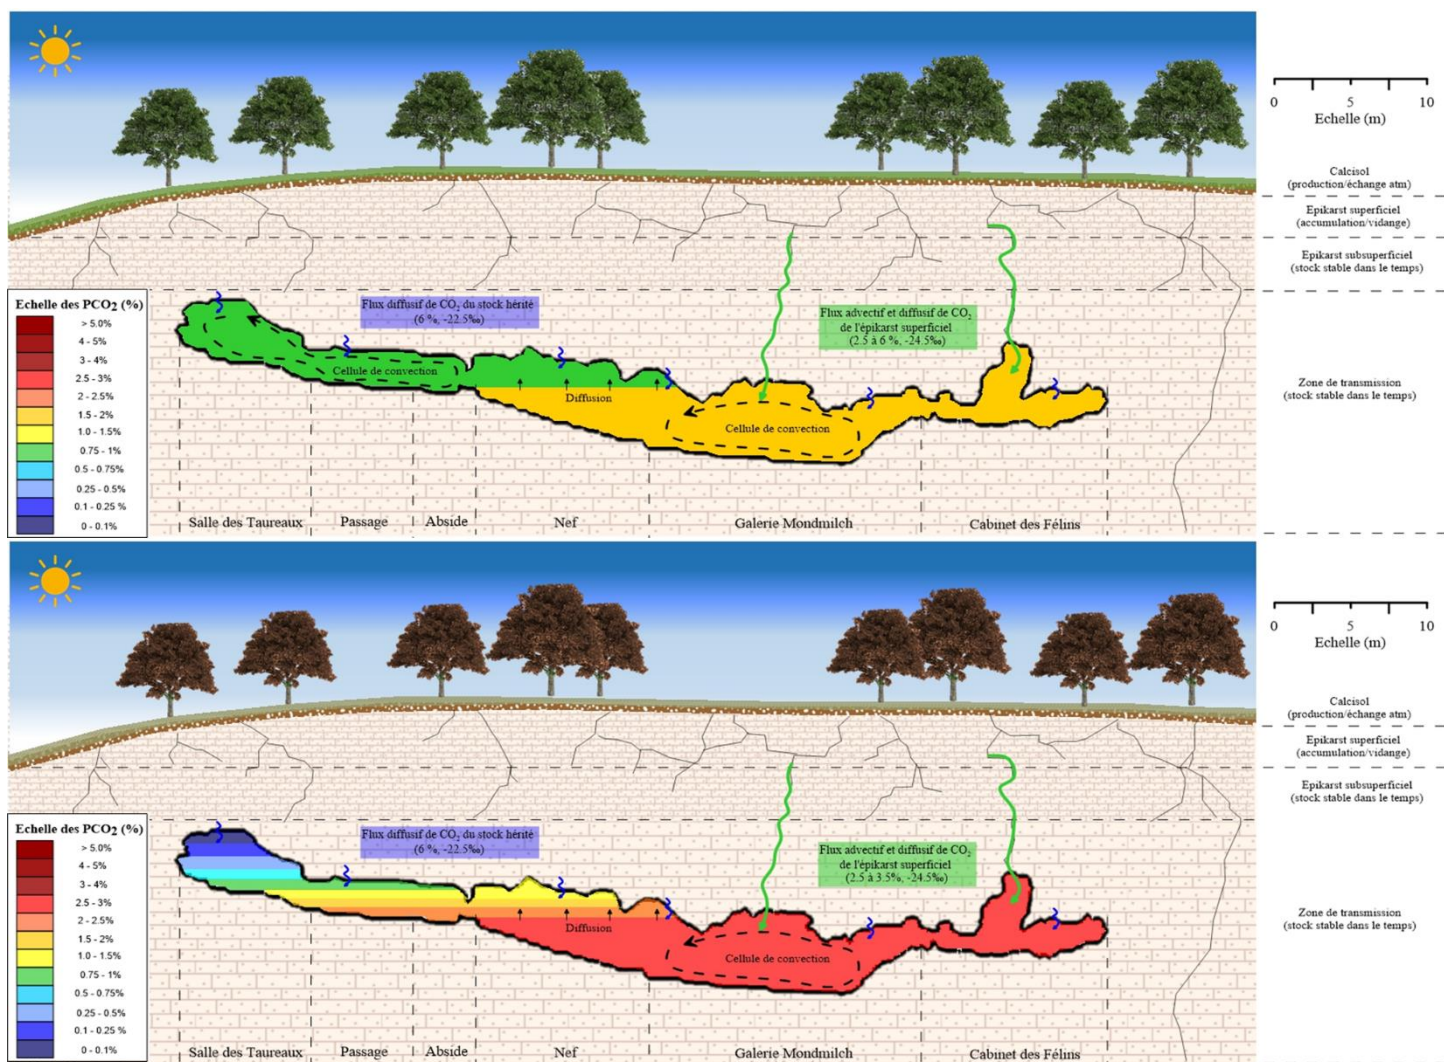 0 5 10
Echelle (m)
Calcisol
(production/échange atm)
Epikarst superficiel
(accumulation/vidange)
Epikarst subsuperficiel
(stock stable dans le temps)
Echelle des PCO2 (%)
> 5.0%
4 - 5%
3 - 4%
2.5 - 3%
2 - 2.5%
1.5 - 2%
1.0 - 1.5%
0.75 - 1%
0.5 - 0.75%
0.25 - 0.5%
0.1 - 0.25 %
0 - 0.1%
Flux diffusif de CO2 du stock hérité
(6 %, -22.5‰)
Flux advectif et diffusif de CO2
de l'épikarst superficiel
(2.5 à 6 %, -24.5‰)
Cellule de convection
Diffusion
Cellule de convection
Zone de transmission
(stock stable dans le temps)
Salle des Taureaux Passage Abside Nef Galerie Mondmilch Cabinet des Félins
0 5 10
Echelle (m)
Calcisol
(production/échange atm)
Epikarst superficiel
(accumulation/vidange)
Epikarst subsuperficiel
(stock stable dans le temps)
Echelle des PCO2 (%)
> 5.0%
4 - 5%
3 - 4%
2.5 - 3%
2 - 2.5%
1.5 - 2%
1.0 - 1.5%
0.75 - 1%
0.5 - 0.75%
0.25 - 0.5%
0.1 - 0.25 %
0 - 0.1%
Flux diffusif de CO2 du stock hérité
(6 %, -22.5‰)
Flux advectif et diffusif de CO2
de l'épikarst superficiel
(2.5 à 3.5%, -24.5‰)
Diffusion
Cellule de convection
Zone de transmission
(stock stable dans le temps)
Salle des Taureaux Passage Abside Nef Galerie Mondmilch Cabinet des Félins